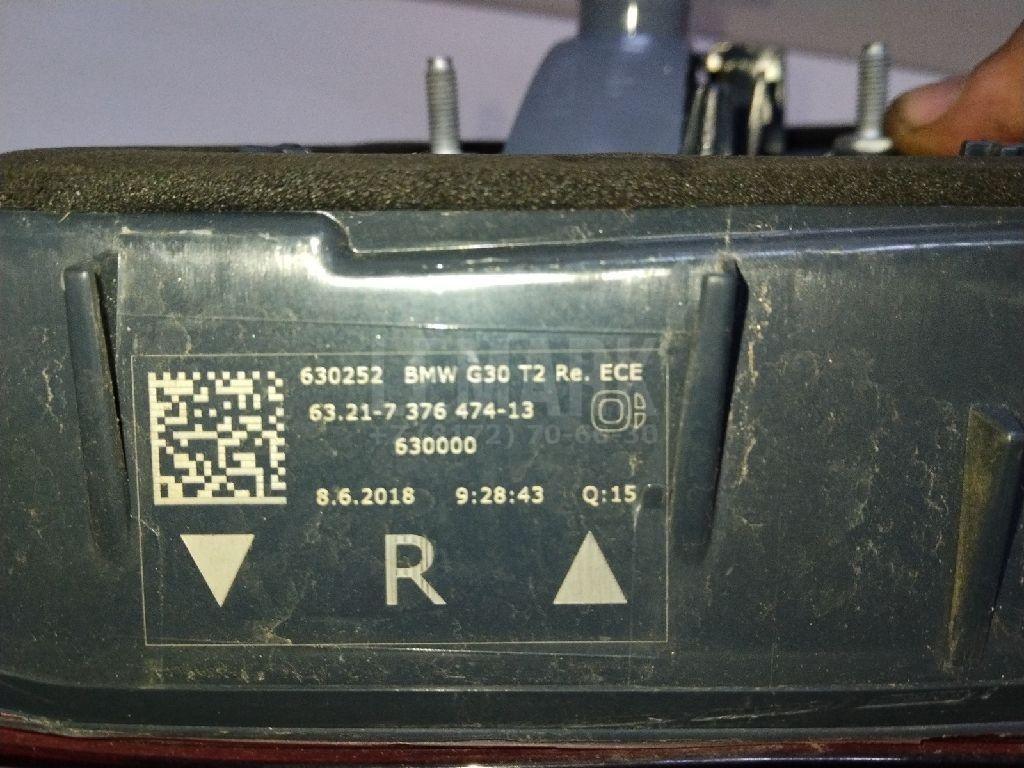 630252 BMW G30 T2 Re. ECE
63.21-7 376 474-13
630000
8.6.2018 9:28:43 Q:15
R